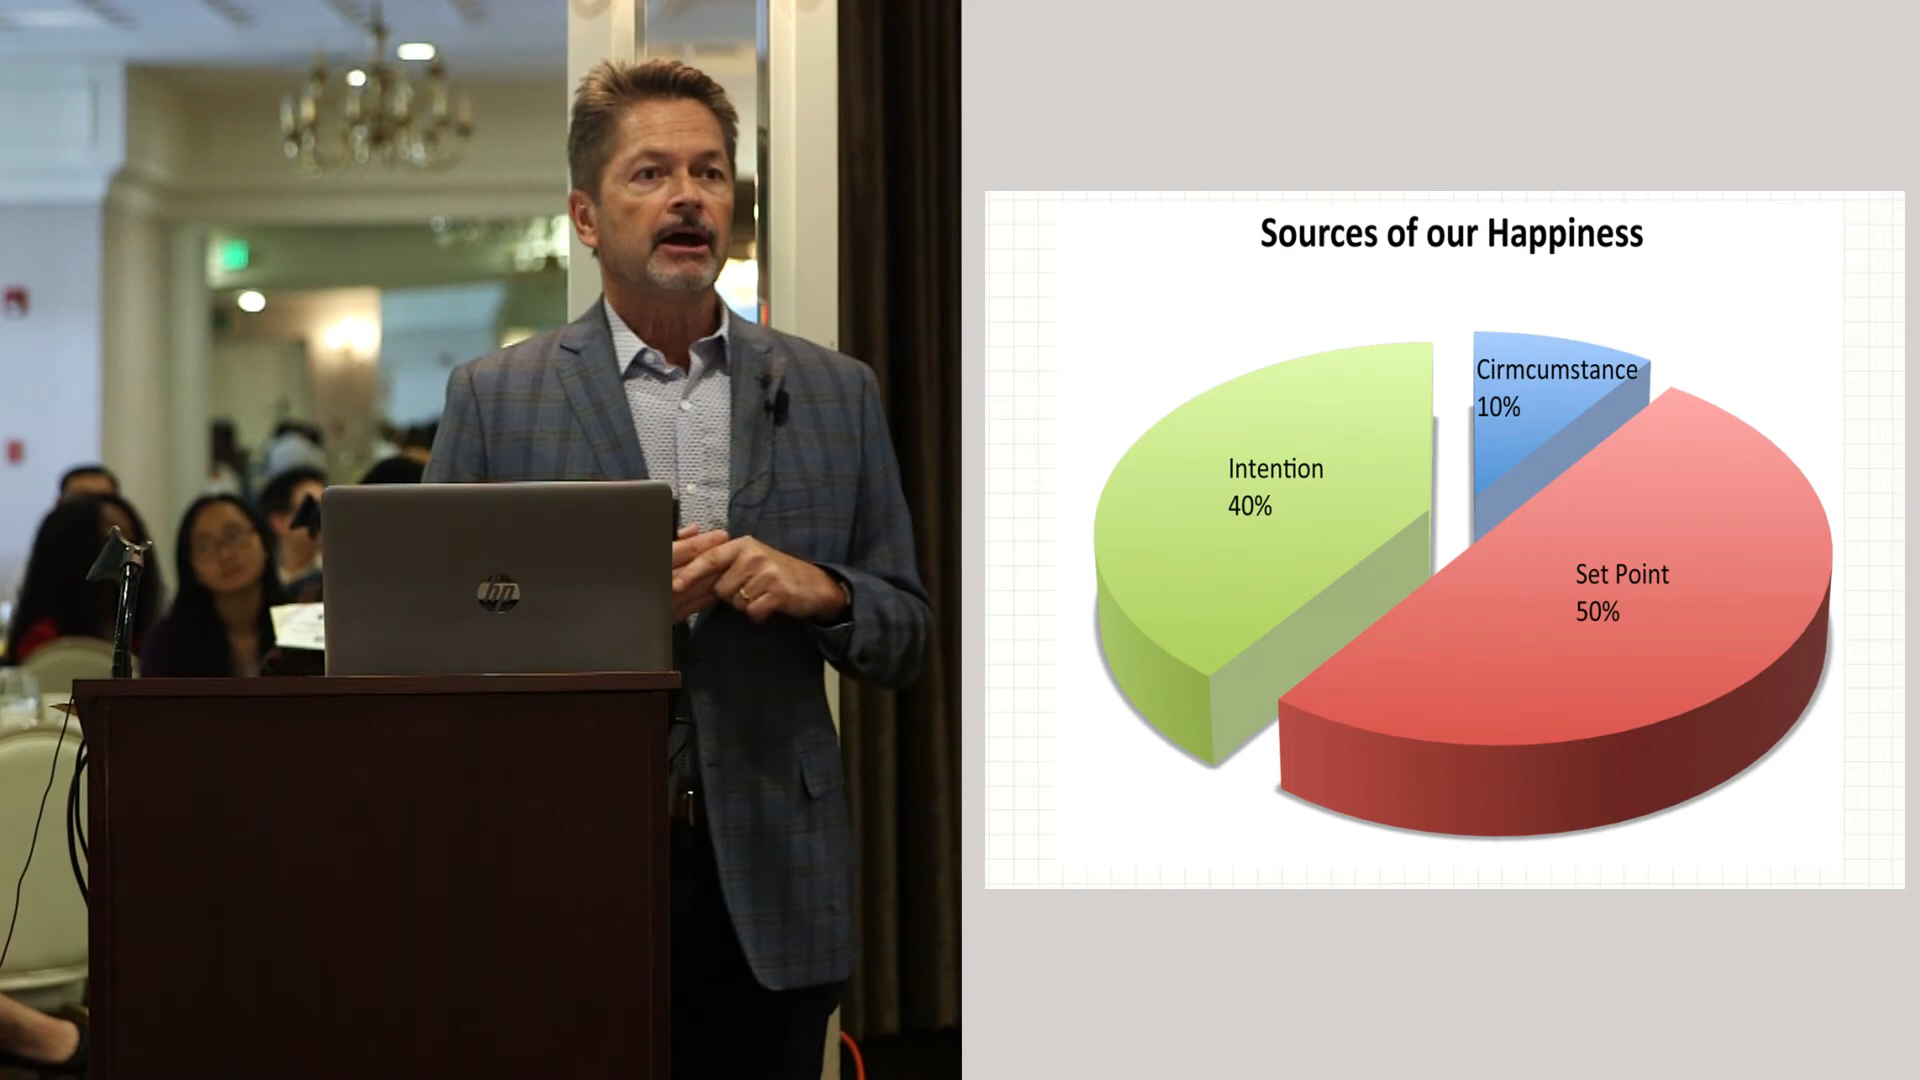 hp
Sources of our Happiness
Cirmcumstance
10%
Intention
40%
Set Point
50%